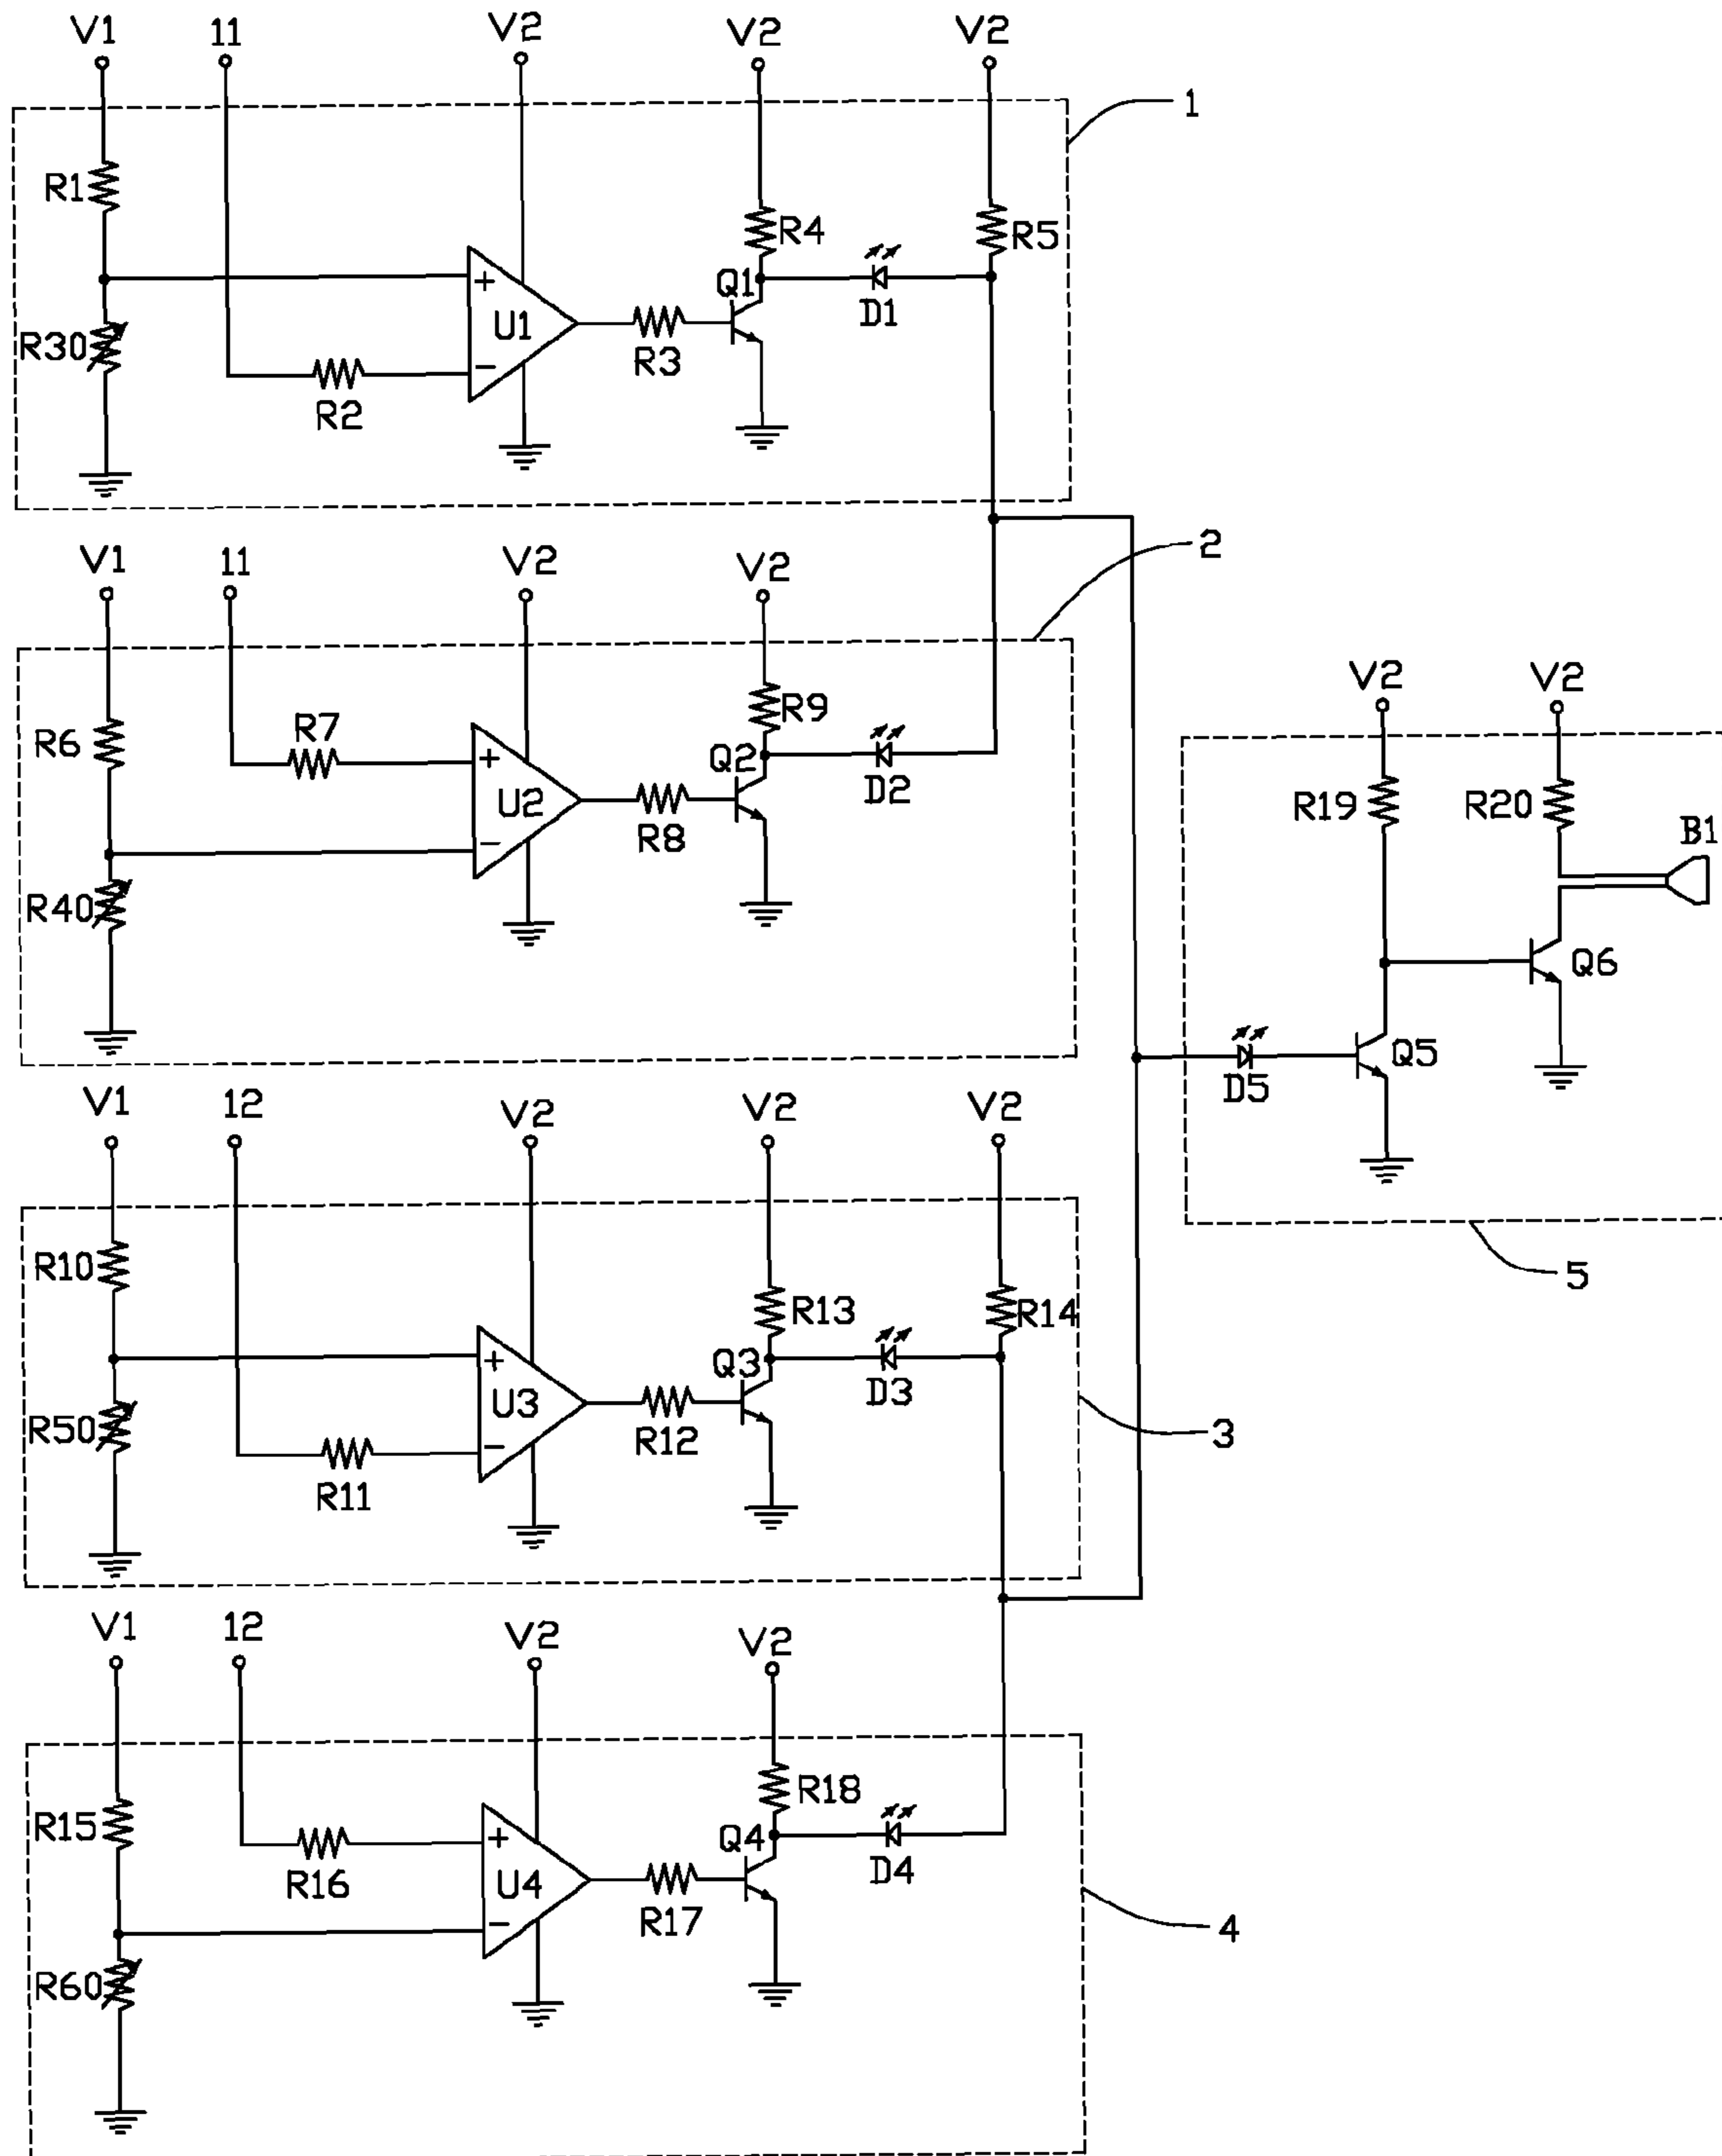 V1 11 V2 V2 V2
1
R1
R4 R5
+ Q1
U1 D1
R30
R3
−
R2
2
V1 11 V2 V2
R9
R6 R7
+ Q2
D2
U2
R8
−
R40
V2 V2
R19 R20
B1
Q6
Q5
D5
5
V1 12 V2 V2 V2
R10
R13 R14
+ Q3
U3 D3
R50
R12
3
−
R11
V1 12 V2 V2
R18
R15
+ Q4
R16 U4 D4
R17
−
4
R60